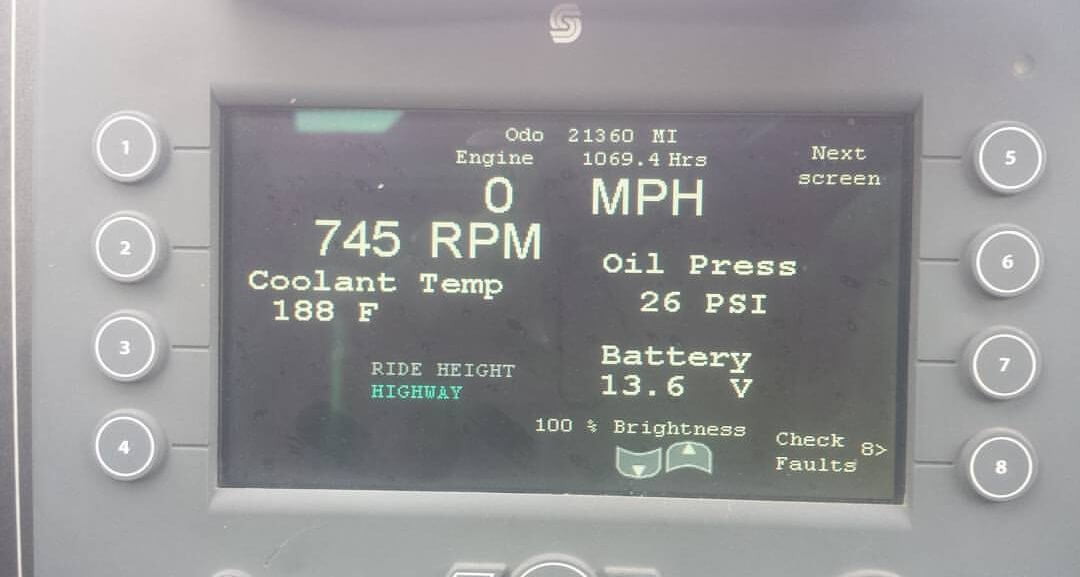 Odo 21360 MI
Engine 1069.4 Hrs
Next
screen
0 MPH
745 RPM
Coolant Temp
188 F
Oil Press
26 PSI
RIDE HEIGHT
HIGHWAY
Battery
13.6 V
100 % Brightness
Check
Faults 8>
1
2
3
4
5
6
7
8